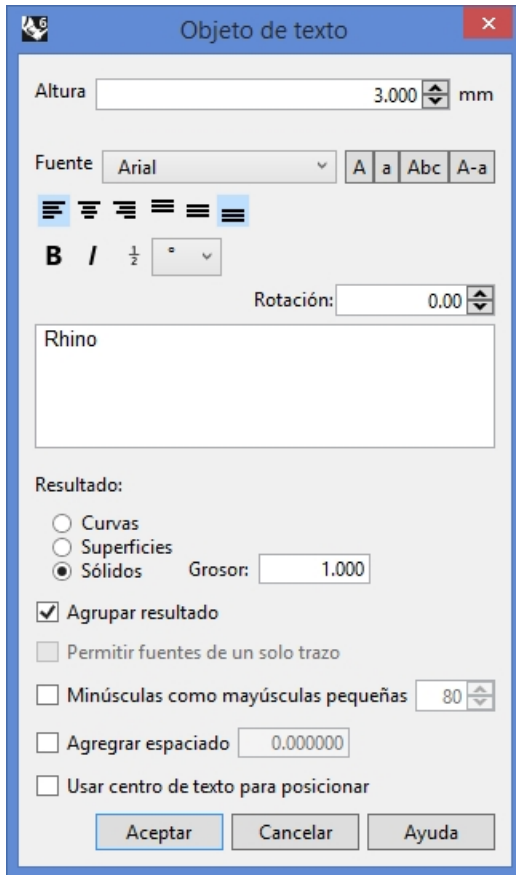 Objeto de texto
Altura 3.000 mm
Fuente Arial A a Abc A-a
B I ½ °
Rotación: 0.00
Rhino
Resultado:
Curvas
Superficies
Sólidos Grosor: 1.000
Agrupar resultado
Permitir fuentes de un solo trazo
Minúsculas como mayúsculas pequeñas 80
Agregrar espaciado 0.000000
Usar centro de texto para posicionar
Aceptar Cancelar Ayuda